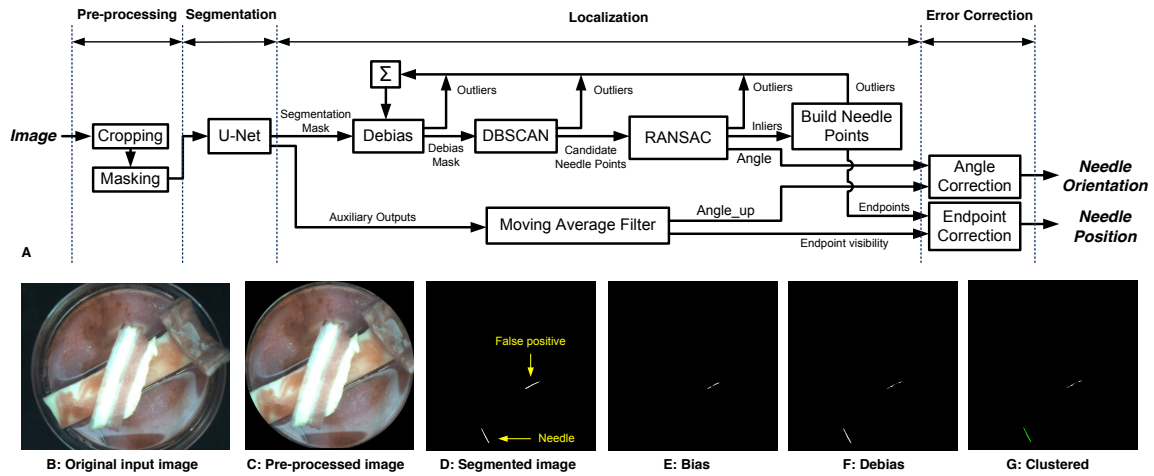 Pre-processing
Segmentation
Localization
Error Correction
Σ
Outliers
Outliers
Outliers
Outliers
Image
Cropping
Masking
U-Net
Segmentation
Mask
Debias
Debias
Mask
DBSCAN
Candidate
Needle Points
RANSAC
Inliers
Angle
Build Needle
Points
Angle
Correction
Needle
Orientation
Auxiliary Outputs
Moving Average Filter
Angle_up
Endpoint visibility
Endpoints
Endpoint
Correction
Needle
Position
A
False positive
Needle
B: Original input image
C: Pre-processed image
D: Segmented image
E: Bias
F: Debias
G: Clustered